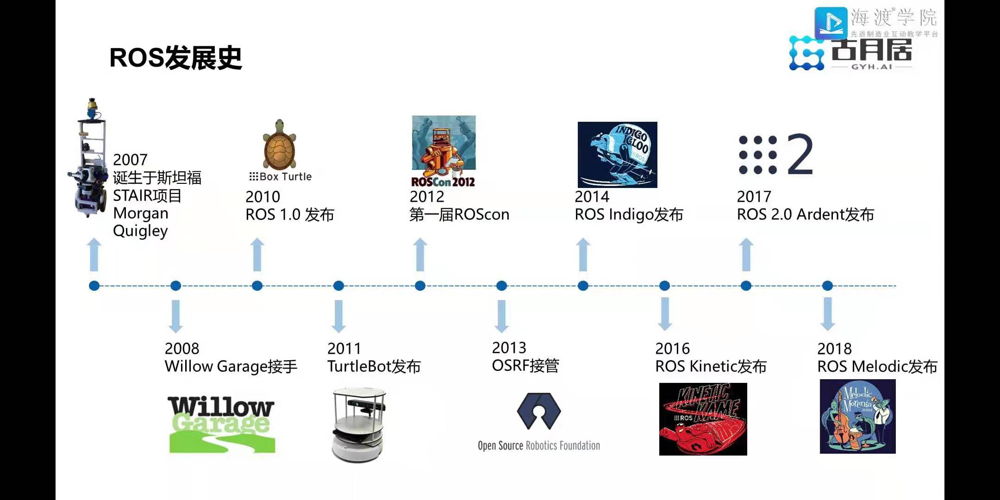 海渡学院
先进制造业互动教学平台
古月居
GYH.AI
ROS发展史
2007
诞生于斯坦福
STAIR项目
Morgan
Quigley
Box Turtle
2010
ROS 1.0 发布
ROSCon 2012
2012
第一届ROScon
INDIGO
IGLOO
ROS
2014
ROS Indigo发布
2
2017
ROS 2.0 Ardent发布
2008
Willow Garage接手
Willow
Garage
2011
TurtleBot发布
2013
OSRF接管
Open Source Robotics Foundation
2016
ROS Kinetic发布
KINETIC
KAME
ROS
2018
ROS Melodic发布
Melodic
Morenia
ROS